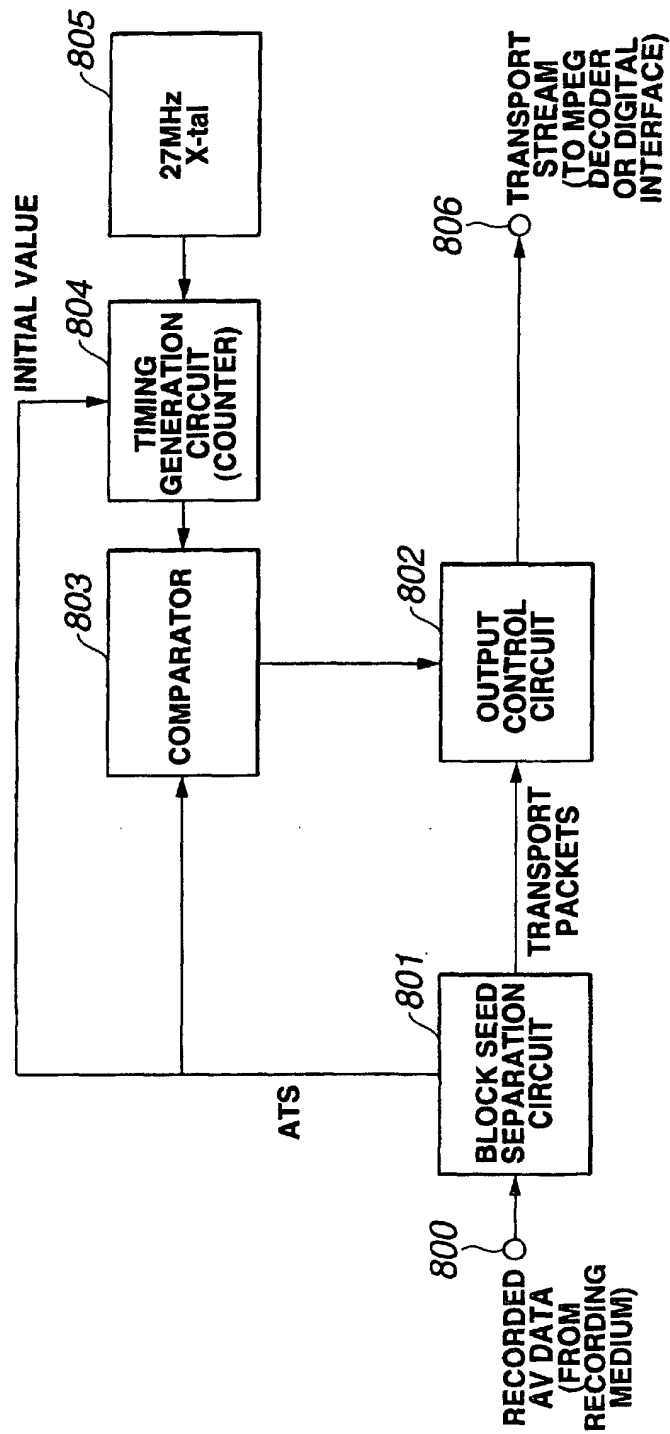 INITIAL VALUE
805
27MHz
X-tal
804
TIMING
GENERATION
CIRCUIT
(COUNTER)
803
COMPARATOR
ATS
800
RECORDED
AV DATA
(FROM
RECORDING
MEDIUM)
801
BLOCK SEED
SEPARATION
CIRCUIT
TRANSPORT
PACKETS
802
OUTPUT
CONTROL
CIRCUIT
806
TRANSPORT
STREAM
(TO MPEG
DECODER
OR DIGITAL
INTERFACE)